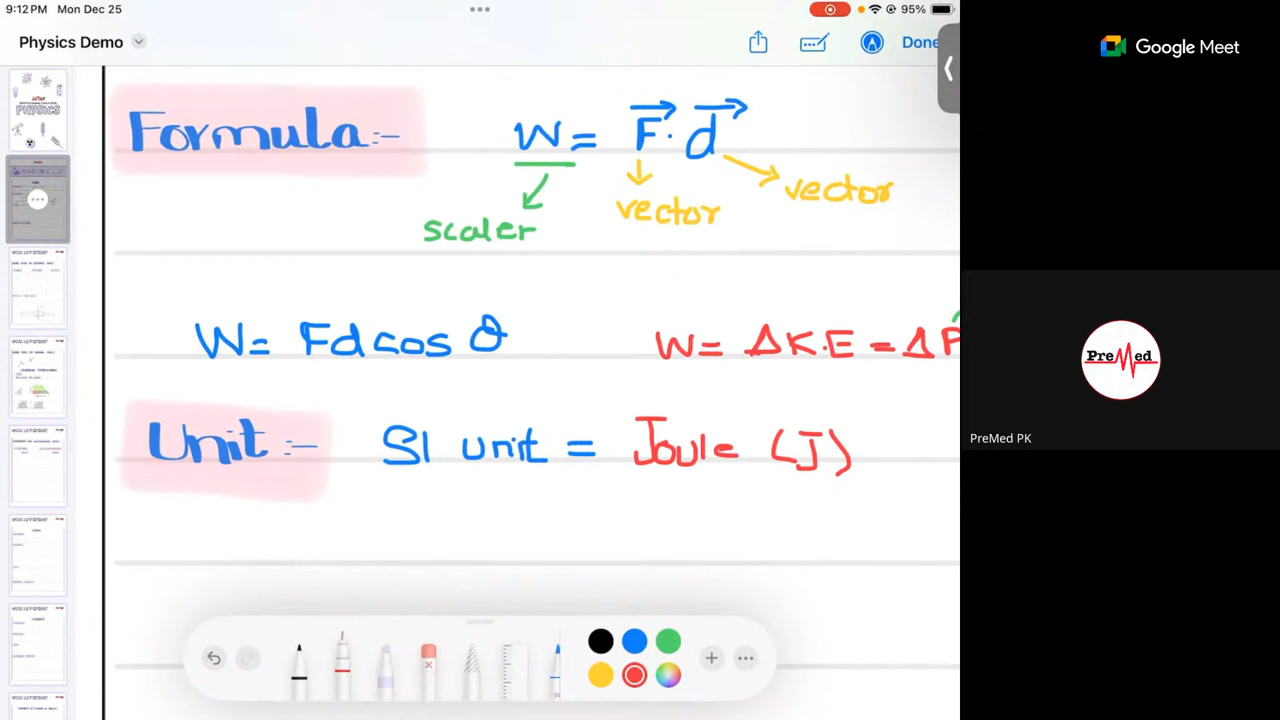 9:12 PM Mon Dec 25
95%
Physics Demo
Done
Google Meet
PHYSICS
Formula:-
W = F · d
scaler
vector
vector
W = Fd cos θ
W = ΔK.E = ΔP
Unit:-
SI unit = Joule (J)
PreMed
PreMed PK